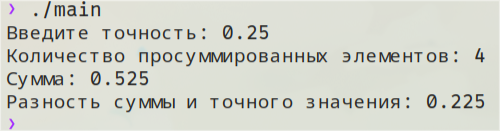 ❯ ./main
Введите точность: 0.25
Количество просуммированных элементов: 4
Сумма: 0.525
Разность суммы и точного значения: 0.225
❯